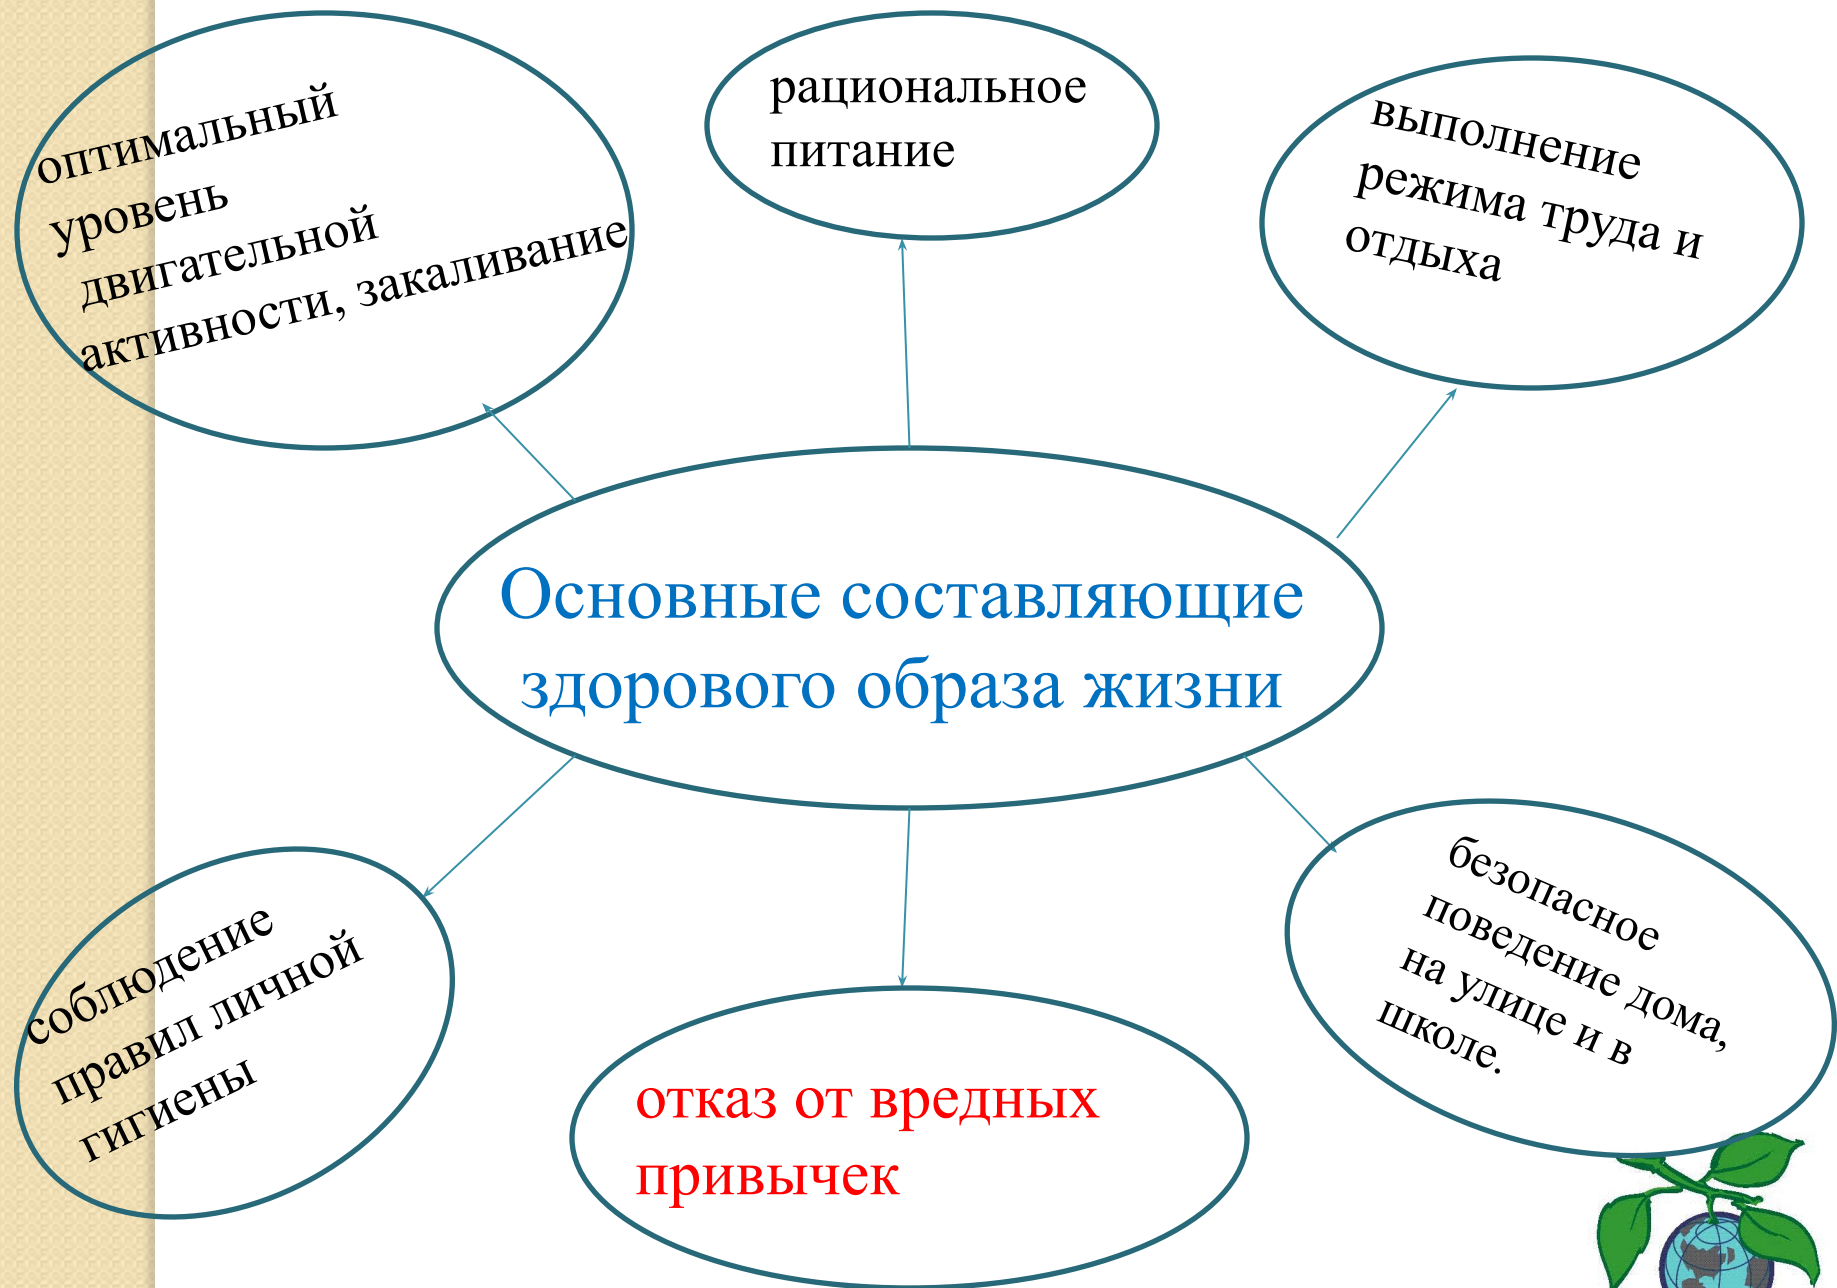 оптимальный
уровень
двигательной
активности, закаливание
рациональное
питание
выполнение
режима труда и
отдыха
Основные составляющие
здорового образа жизни
соблюдение
правил личной
гигиены
отказ от вредных
привычек
безопасное
поведение дома,
на улице и в
школе.